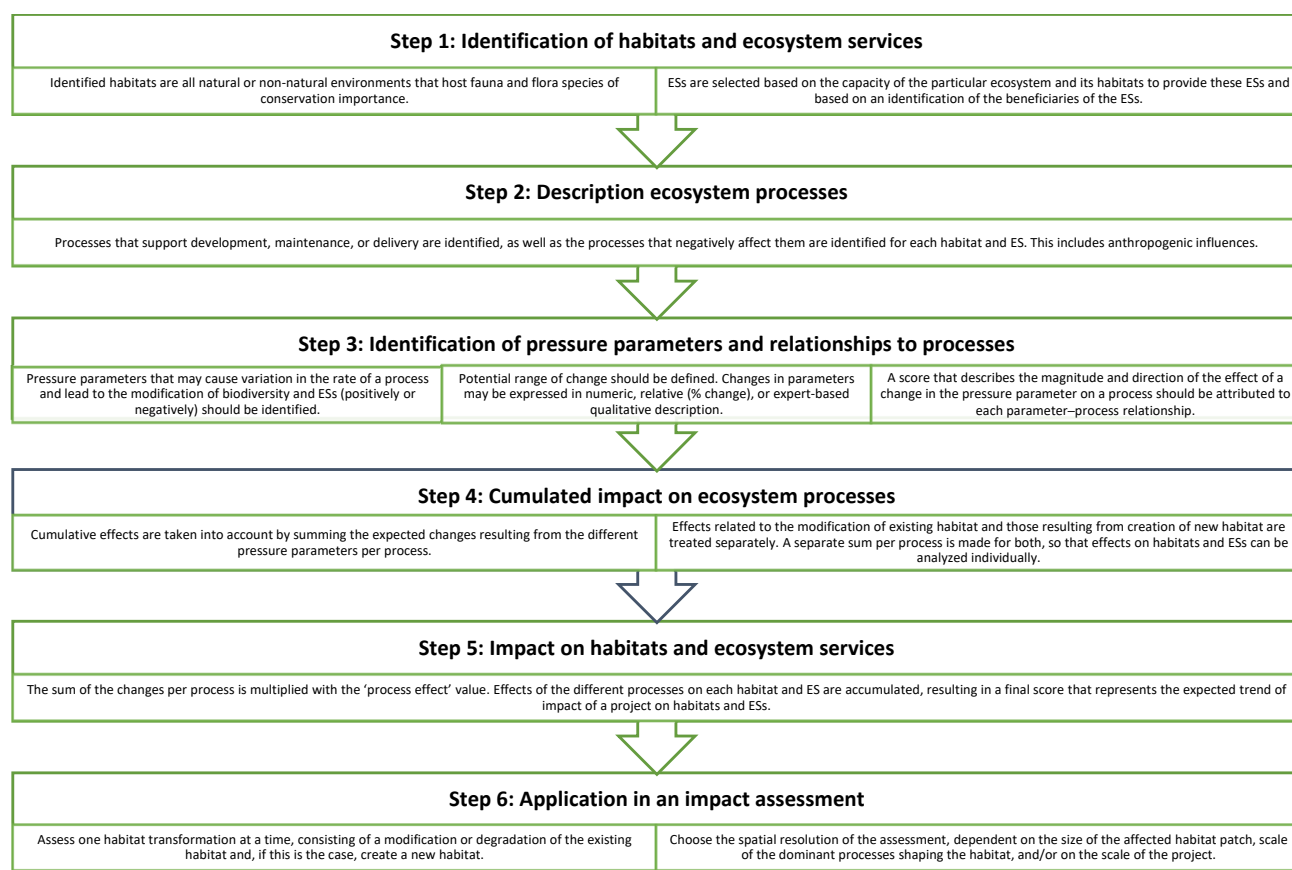 Step 1: Identification of habitats and ecosystem services
Identified habitats are all natural or non-natural environments that host fauna and flora species of
conservation importance.
ESs are selected based on the capacity of the particular ecosystem and its habitats to provide these ESs and
based on an identification of the beneficiaries of the ESs.
Step 2: Description ecosystem processes
Processes that support development, maintenance, or delivery are identified, as well as the processes that negatively affect them are identified for each habitat and ES. This includes anthropogenic influences.
Step 3: Identification of pressure parameters and relationships to processes
Pressure parameters that may cause variation in the rate of a process
and lead to the modification of biodiversity and ESs (positively or
negatively) should be identified.
Potential range of change should be defined. Changes in parameters
may be expressed in numeric, relative (% change), or expert-based
qualitative description.
A score that describes the magnitude and direction of the effect of a
change in the pressure parameter on a process should be attributed to
each parameter–process relationship.
Step 4: Cumulated impact on ecosystem processes
Cumulative effects are taken into account by summing the expected changes resulting from the different
pressure parameters per process.
Effects related to the modification of existing habitat and those resulting from creation of new habitat are
treated separately. A separate sum per process is made for both, so that effects on habitats and ESs can be
analyzed individually.
Step 5: Impact on habitats and ecosystem services
The sum of the changes per process is multiplied with the ‘process effect’ value. Effects of the different processes on each habitat and ES are accumulated, resulting in a final score that represents the expected trend of
impact of a project on habitats and ESs.
Step 6: Application in an impact assessment
Assess one habitat transformation at a time, consisting of a modification or degradation of the existing
habitat and, if this is the case, create a new habitat.
Choose the spatial resolution of the assessment, dependent on the size of the affected habitat patch, scale
of the dominant processes shaping the habitat, and/or on the scale of the project.